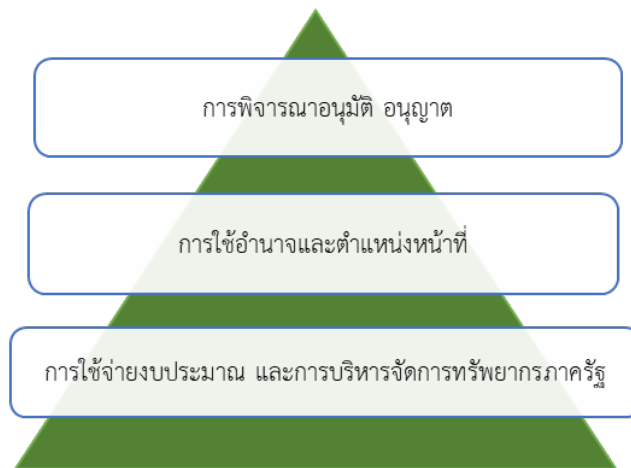 การพิจารณาอนุมัติ อนุญาต
การใช้อำนาจและตำแหน่งหน้าที่
การใช้จ่ายงบประมาณ และการบริหารจัดการทรัพยากรภาครัฐ